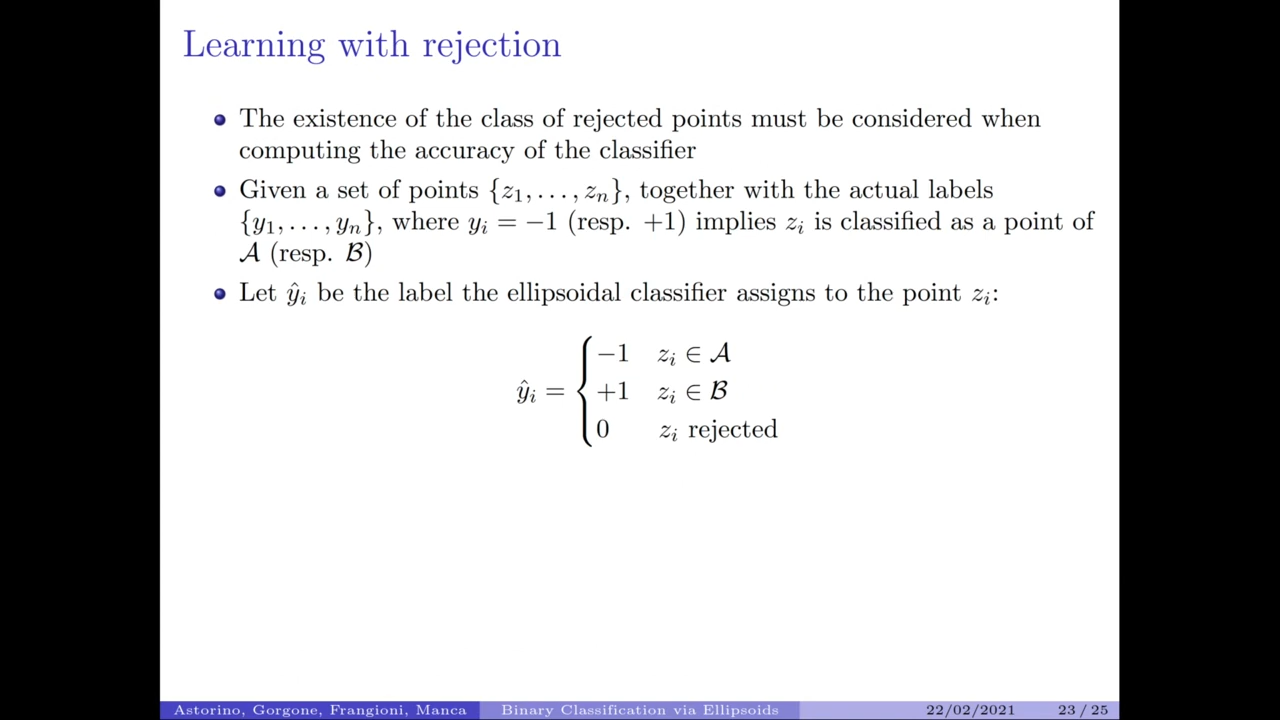 Learning with rejection
The existence of the class of rejected points must be considered when
computing the accuracy of the classifier
Given a set of points {z₁, . . . , zₙ}, together with the actual labels
{y₁, . . . , yₙ}, where yᵢ = −1 (resp. +1) implies zᵢ is classified as a point of
𝒜 (resp. ℬ)
Let ŷᵢ be the label the ellipsoidal classifier assigns to the point zᵢ:
−1 zᵢ ∈ 𝒜
ŷᵢ = { +1 zᵢ ∈ ℬ
0 zᵢ rejected
Astorino, Gorgone, Frangioni, Manca Binary Classification via Ellipsoids 22/02/2021 23 / 25